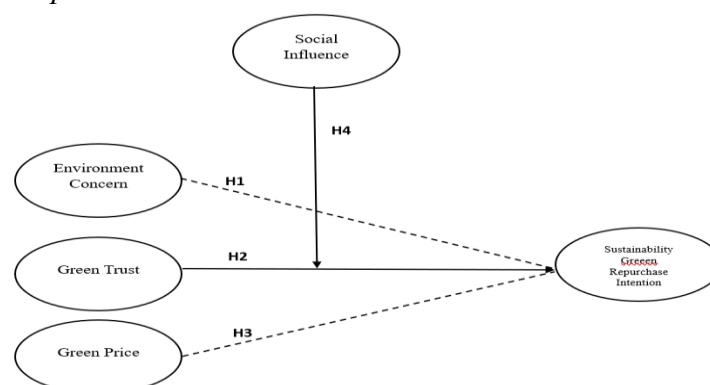 Social
Influence
H4
Environment
Concern
H1
Green Trust
H2
Sustainability
Greeen
Repurchase
Intention
H3
Green Price